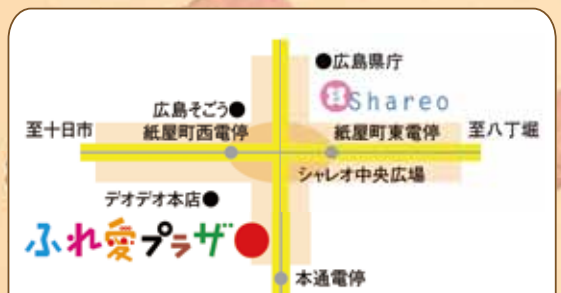 ●広島県庁
Shareo
広島そごう●
至十日市
紙屋町西電停
紙屋町東電停
至八丁堀
シャレオ中央広場
デオデオ本店●
ふれ愛プラザ●
本通電停